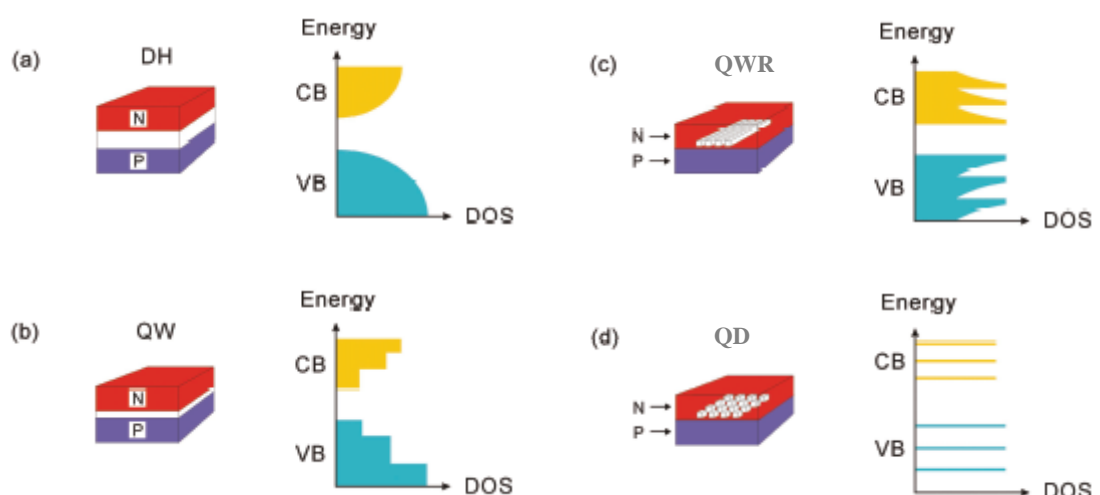 (a)
DH
N
P
Energy
CB
VB
DOS
(c)
QWR
N
P
Energy
CB
VB
DOS
(b)
QW
N
P
Energy
CB
VB
DOS
(d)
QD
N
P
Energy
CB
VB
DOS